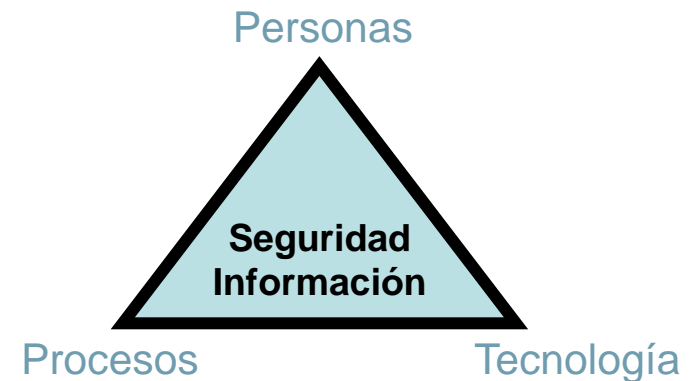 Personas
Seguridad
Información
Procesos
Tecnología